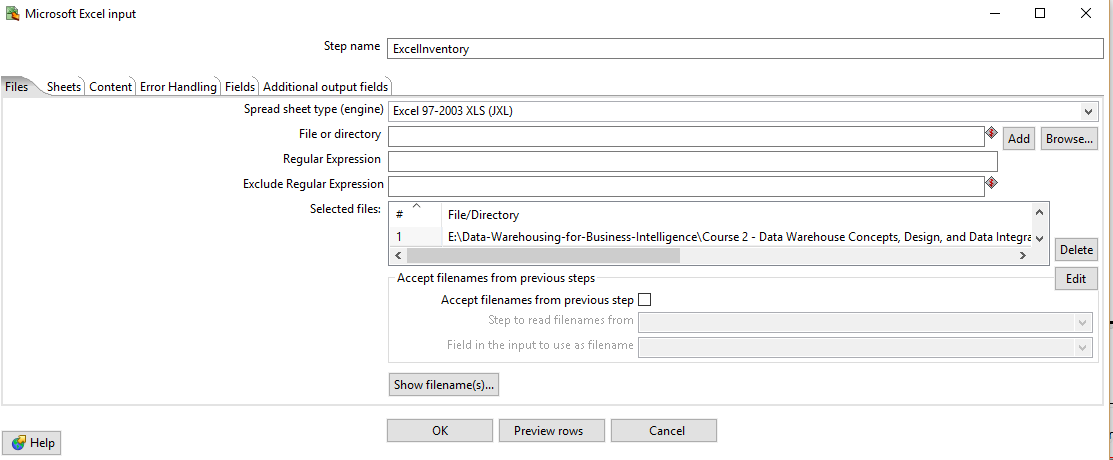 Microsoft Excel input
Step name ExcelInventory
Files Sheets Content Error Handling Fields Additional output fields
Spread sheet type (engine) Excel 97-2003 XLS (JXL)
File or directory Add Browse...
Regular Expression
Exclude Regular Expression
Selected files: # File/Directory
1 E:\Data-Warehousing-for-Business-Intelligence\Course 2 - Data Warehouse Concepts, Design, and Data Integra
Delete
Accept filenames from previous steps Edit
Accept filenames from previous step
Step to read filenames from
Field in the input to use as filename
Show filename(s)...
OK Preview rows Cancel
Help